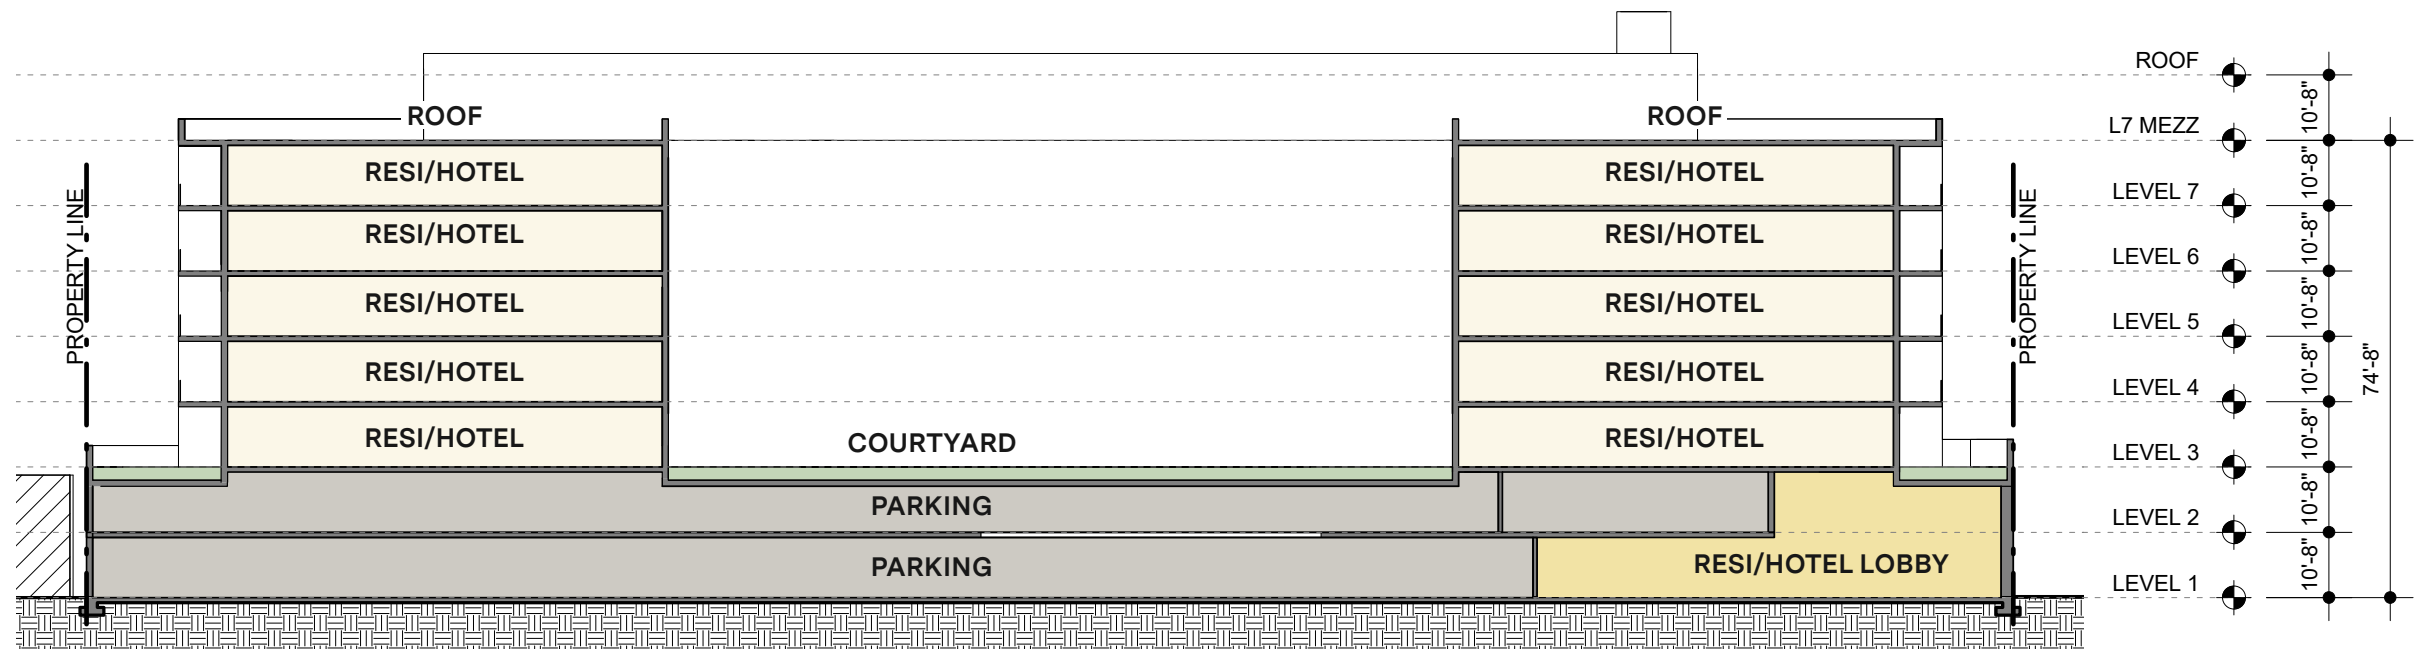 ROOF
10'-8"
ROOF
ROOF
L7 MEZZ
10'-8"
RESI/HOTEL
RESI/HOTEL
LEVEL 7
10'-8"
RESI/HOTEL
RESI/HOTEL
PROPERTY LINE
PROPERTY LINE
LEVEL 6
10'-8"
RESI/HOTEL
RESI/HOTEL
LEVEL 5
10'-8"
74'-8"
RESI/HOTEL
RESI/HOTEL
LEVEL 4
10'-8"
RESI/HOTEL
COURTYARD
RESI/HOTEL
LEVEL 3
10'-8"
PARKING
LEVEL 2
10'-8"
PARKING
RESI/HOTEL LOBBY
LEVEL 1